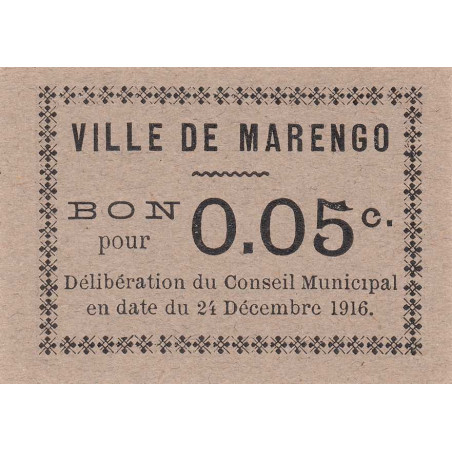 VILLE DE MARENGO
BON
pour 0.05c.
Délibération du Conseil Municipal
en date du 24 Décembre 1916.